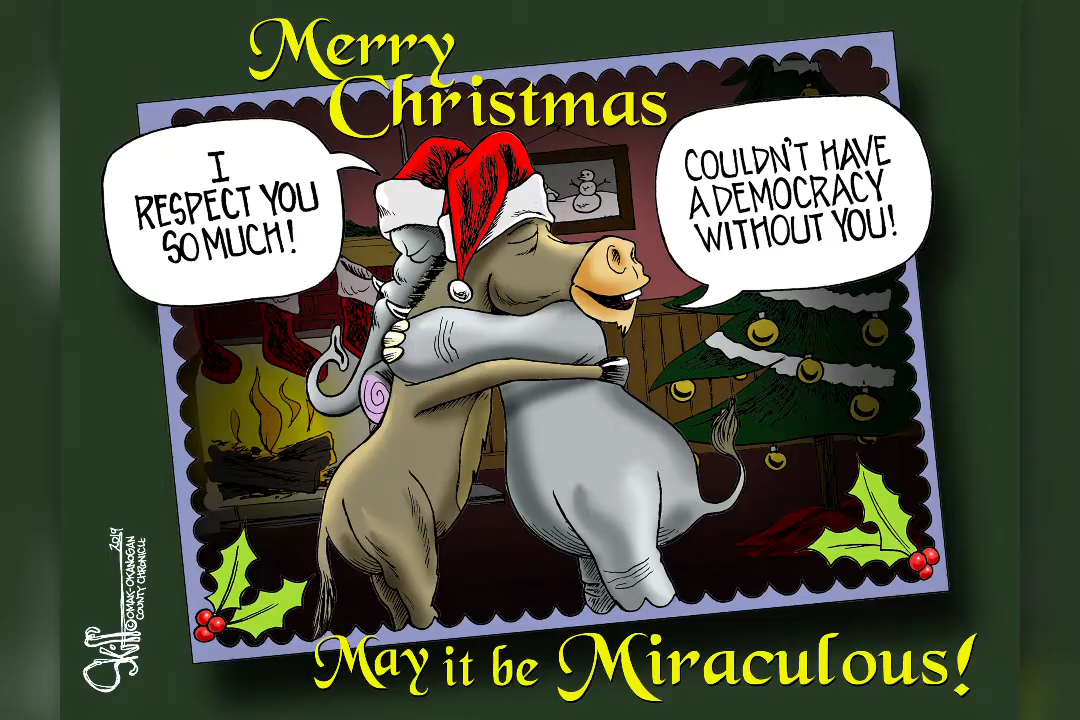 Merry
Christmas
I
RESPECT YOU
SO MUCH!
COULDN'T HAVE
A DEMOCRACY
WITHOUT YOU!
May it be Miraculous!
2019
© OMAK-OKANOGAN
COUNTY CHRONICLE